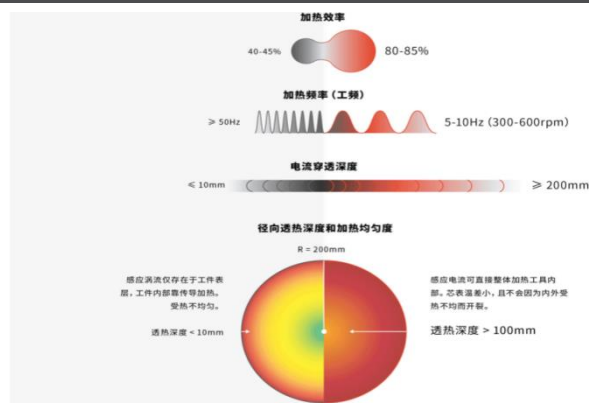 加热效率
40-45%
80-85%
加热频率（工频）
≥ 50Hz
5-10Hz（300-600rpm）
电流穿透深度
≤ 10mm
≥ 200mm
径向透热深度和加热均匀度
R = 200mm
感应涡流仅存在于工件表
层，工件内部靠传导加热。
受热不均匀。
透热深度 < 10mm
感应电流可直接整体加热工具内
部。芯表温差小，且不会因为内外受
热不均而开裂。
透热深度 > 100mm